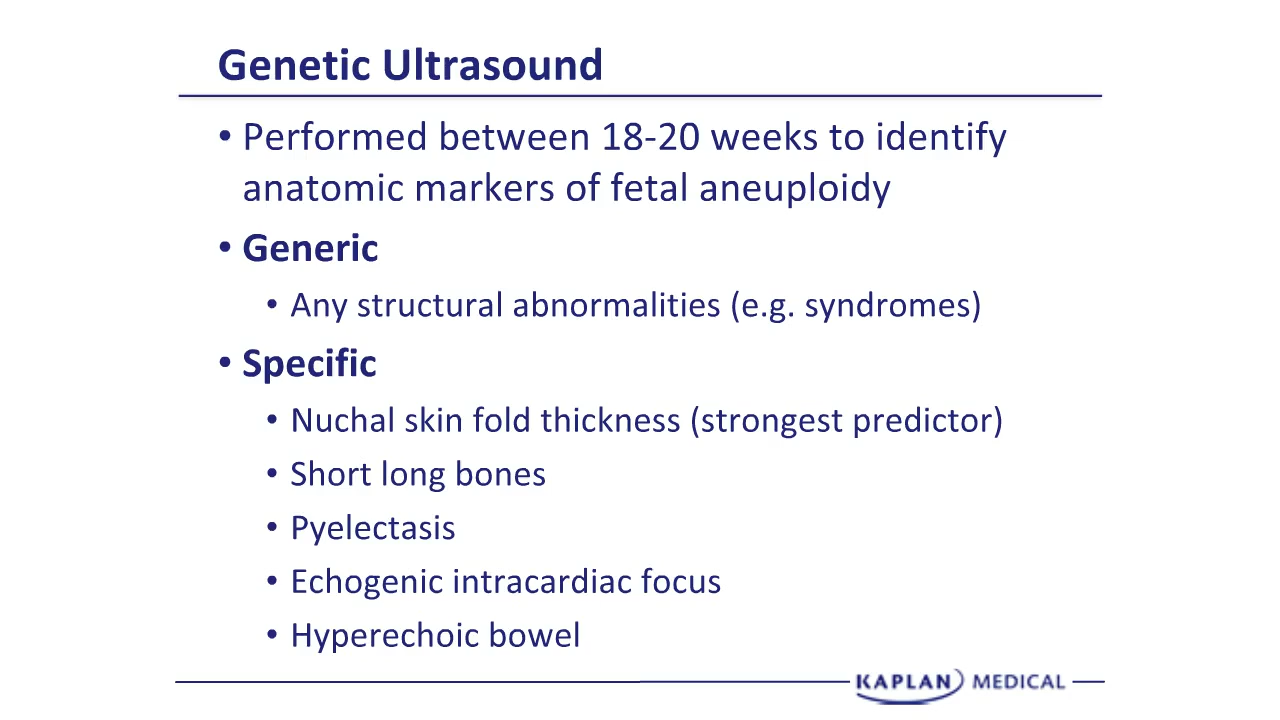 Genetic Ultrasound
• Performed between 18-20 weeks to identify
anatomic markers of fetal aneuploidy
• Generic
• Any structural abnormalities (e.g. syndromes)
• Specific
• Nuchal skin fold thickness (strongest predictor)
• Short long bones
• Pyelectasis
• Echogenic intracardiac focus
• Hyperechoic bowel
KAPLAN MEDICAL